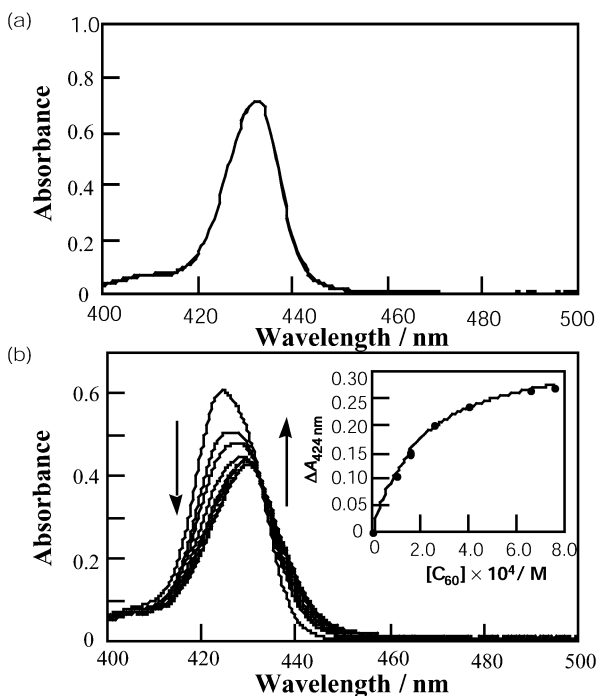 (a)
Absorbance
1.0
0.8
0.6
0.4
0.2
0
400 420 440 460 480 500
Wavelength / nm
(b)
Absorbance
0.6
0.4
0.2
0
400 420 440 460 480 500
Wavelength / nm
ΔA424 nm
0.30
0.25
0.20
0.15
0.10
0.05
0
0 2.0 4.0 6.0 8.0
[C60] × 10⁴ / M